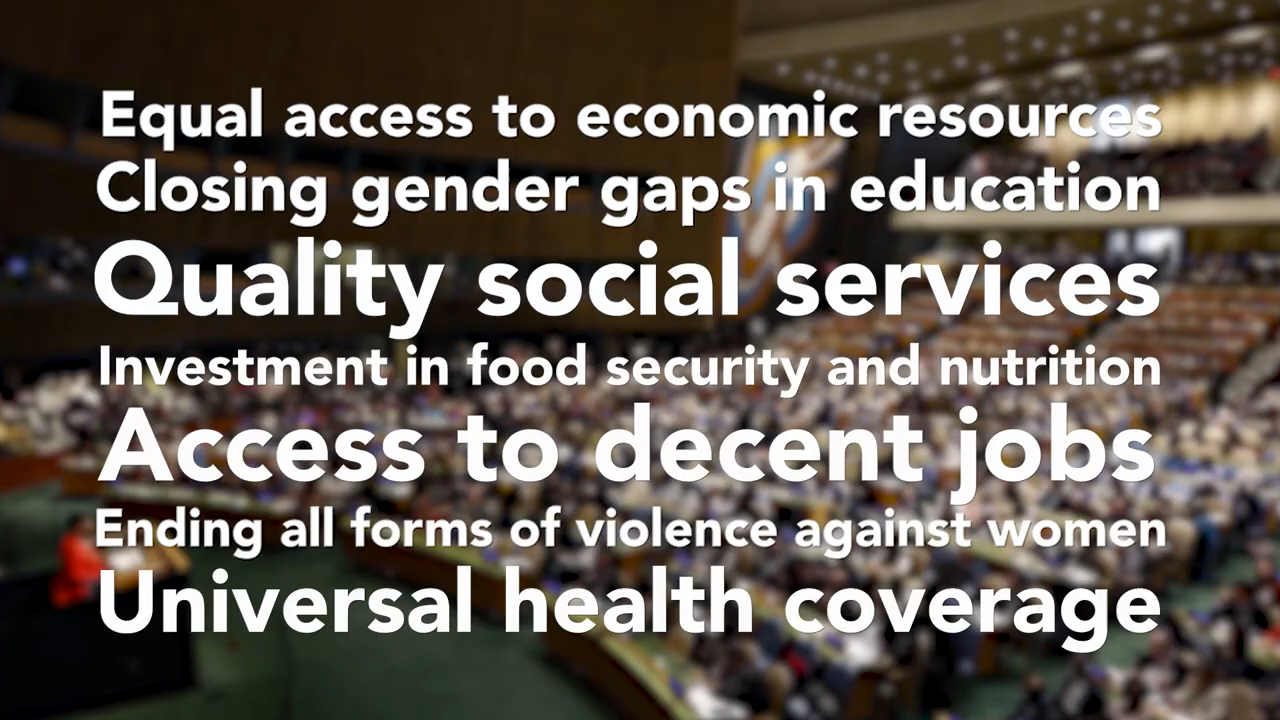 Equal access to economic resources
Closing gender gaps in education
Quality social services
Investment in food security and nutrition
Access to decent jobs
Ending all forms of violence against women
Universal health coverage